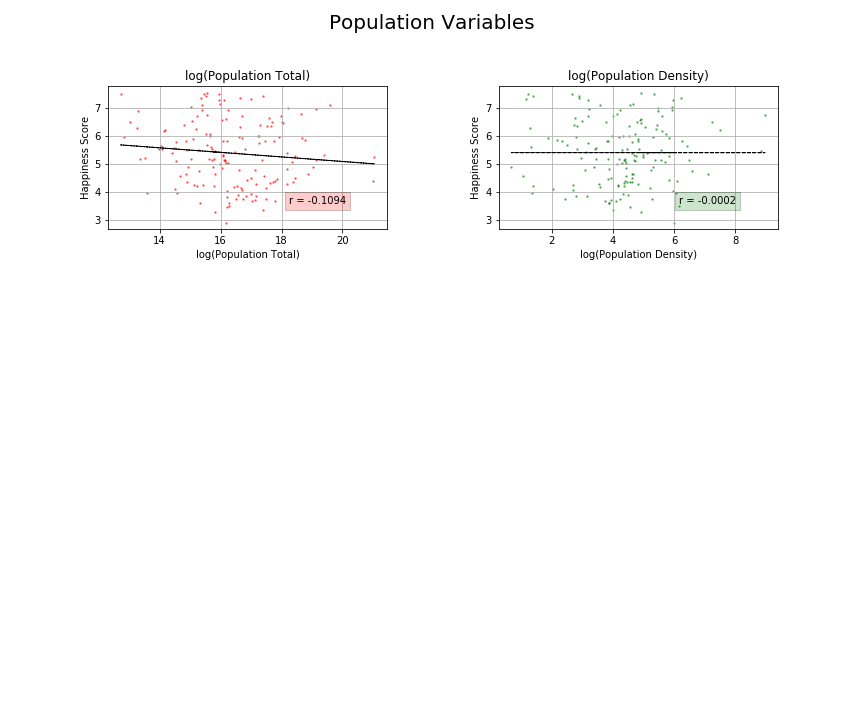 Population Variables
log(Population Total)
Happiness Score
7
6
5
4
3
r = -0.1094
14
16
18
20
log(Population Total)
log(Population Density)
Happiness Score
7
6
5
4
3
r = -0.0002
2
4
6
8
log(Population Density)